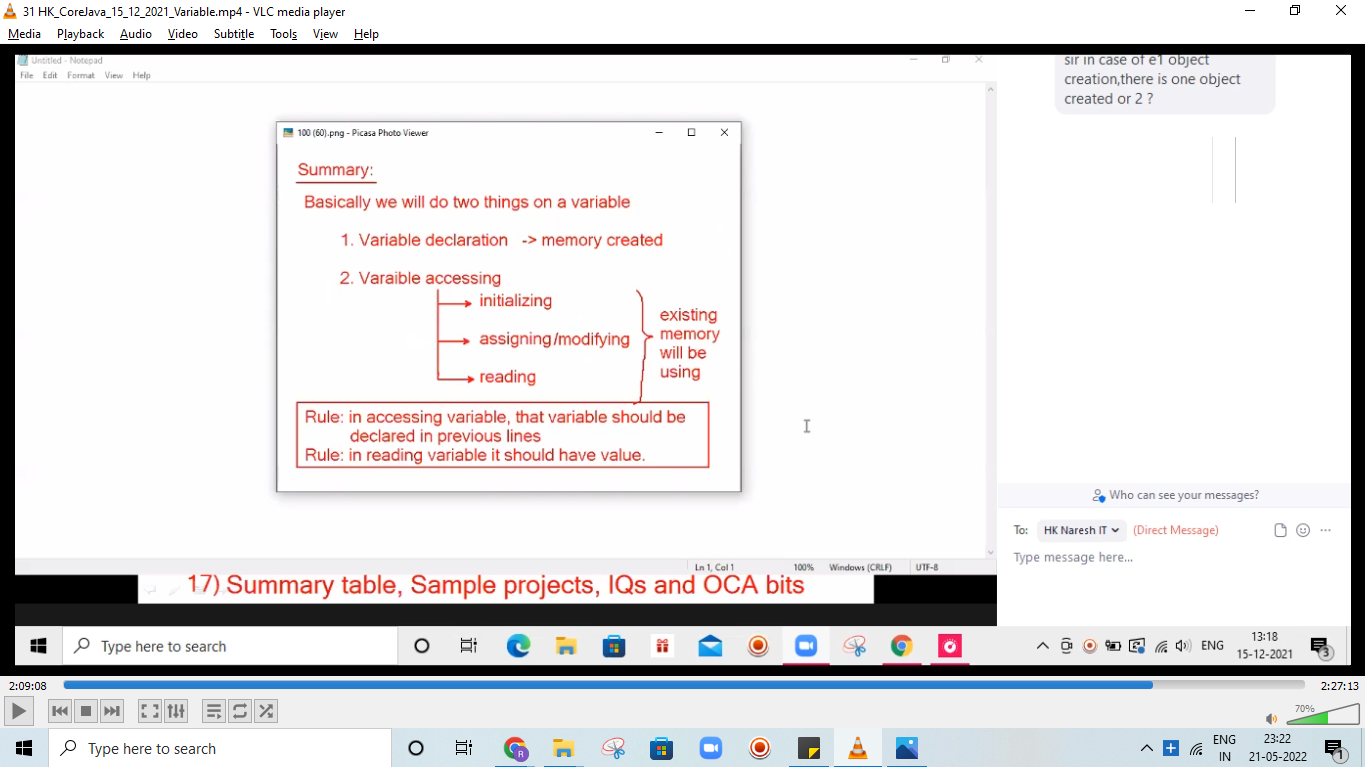 31 HK_CoreJava_15_12_2021_Variable.mp4 - VLC media player
Media Playback Audio Video Subtitle Tools View Help
Untitled - Notepad
File Edit Format View Help
sir in case of e1 object
creation,there is one object
created or 2 ?
100 (60).png - Picasa Photo Viewer
Summary:
Basically we will do two things on a variable
1. Variable declaration -> memory created
2. Varaible accessing
initializing
assigning/modifying
reading
existing
memory
will be
using
Rule: in accessing variable, that variable should be
declared in previous lines
Rule: in reading variable it should have value.
Who can see your messages?
To: HK Naresh IT (Direct Message)
Type message here...
Ln 1, Col 1 100% Windows (CRLF) UTF-8
17) Summary table, Sample projects, IQs and OCA bits
Type here to search
ENG
13:18
15-12-2021
3
2:09:08
2:27:13
70%
Type here to search
R
ENG
IN
23:22
21-05-2022
1